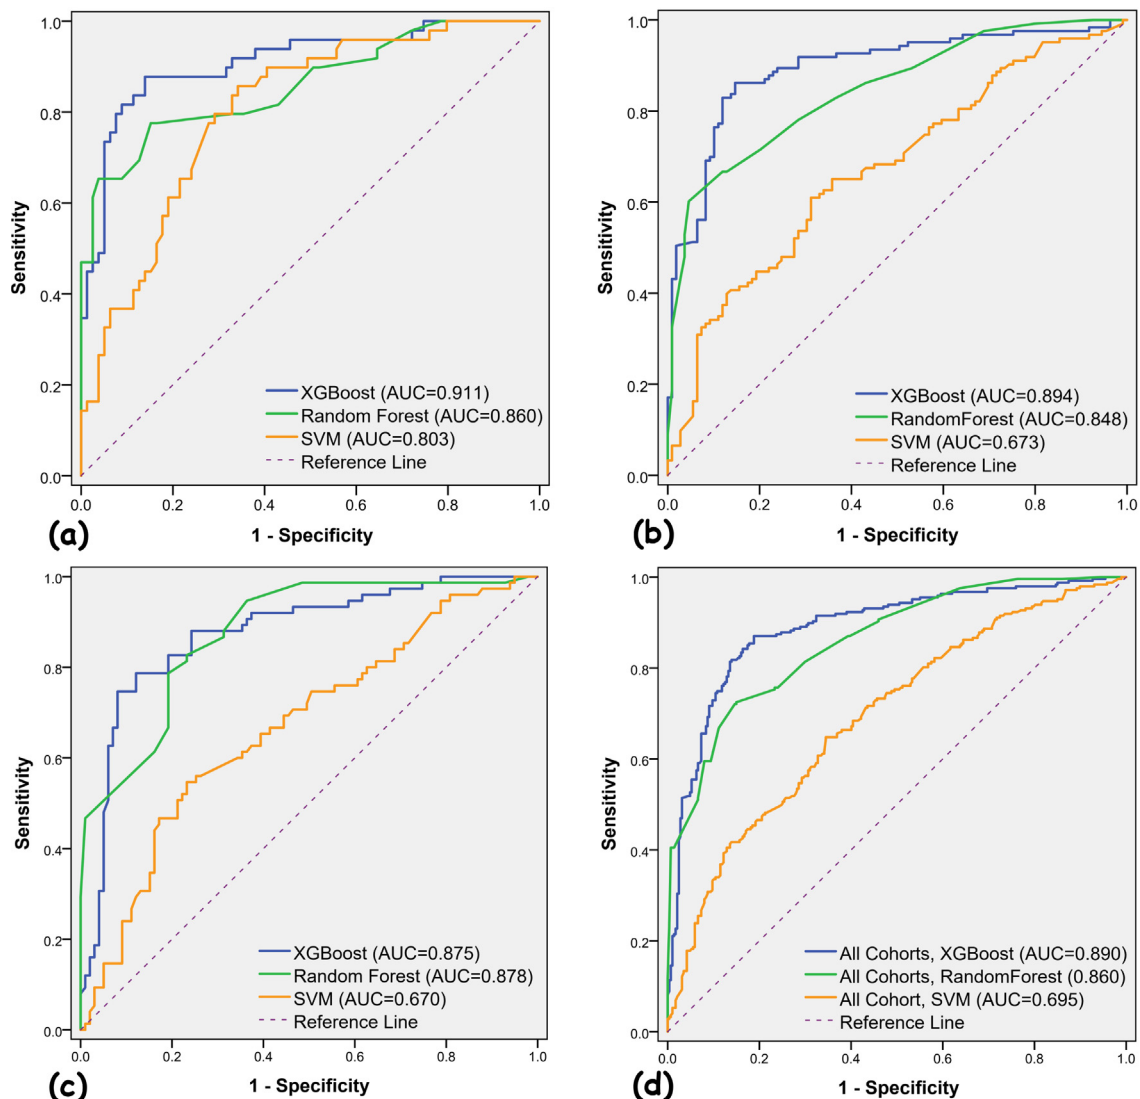 1.0
0.8
0.6
0.4
0.2
0.0
Sensitivity
XGBoost (AUC=0.911)
Random Forest (AUC=0.860)
SVM (AUC=0.803)
Reference Line
0.0 0.2 0.4 0.6 0.8 1.0
1 - Specificity
(a)
1.0
0.8
0.6
0.4
0.2
0.0
Sensitivity
XGBoost (AUC=0.894)
RandomForest (AUC=0.848)
SVM (AUC=0.673)
Reference Line
0.0 0.2 0.4 0.6 0.8 1.0
1 - Specificity
(b)
1.0
0.8
0.6
0.4
0.2
0.0
Sensitivity
XGBoost (AUC=0.875)
Random Forest (AUC=0.878)
SVM (AUC=0.670)
Reference Line
0.0 0.2 0.4 0.6 0.8 1.0
1 - Specificity
(c)
1.0
0.8
0.6
0.4
0.2
0.0
Sensitivity
All Cohorts, XGBoost (AUC=0.890)
All Cohorts, RandomForest (0.860)
All Cohort, SVM (AUC=0.695)
Reference Line
0.0 0.2 0.4 0.6 0.8 1.0
1 - Specificity
(d)